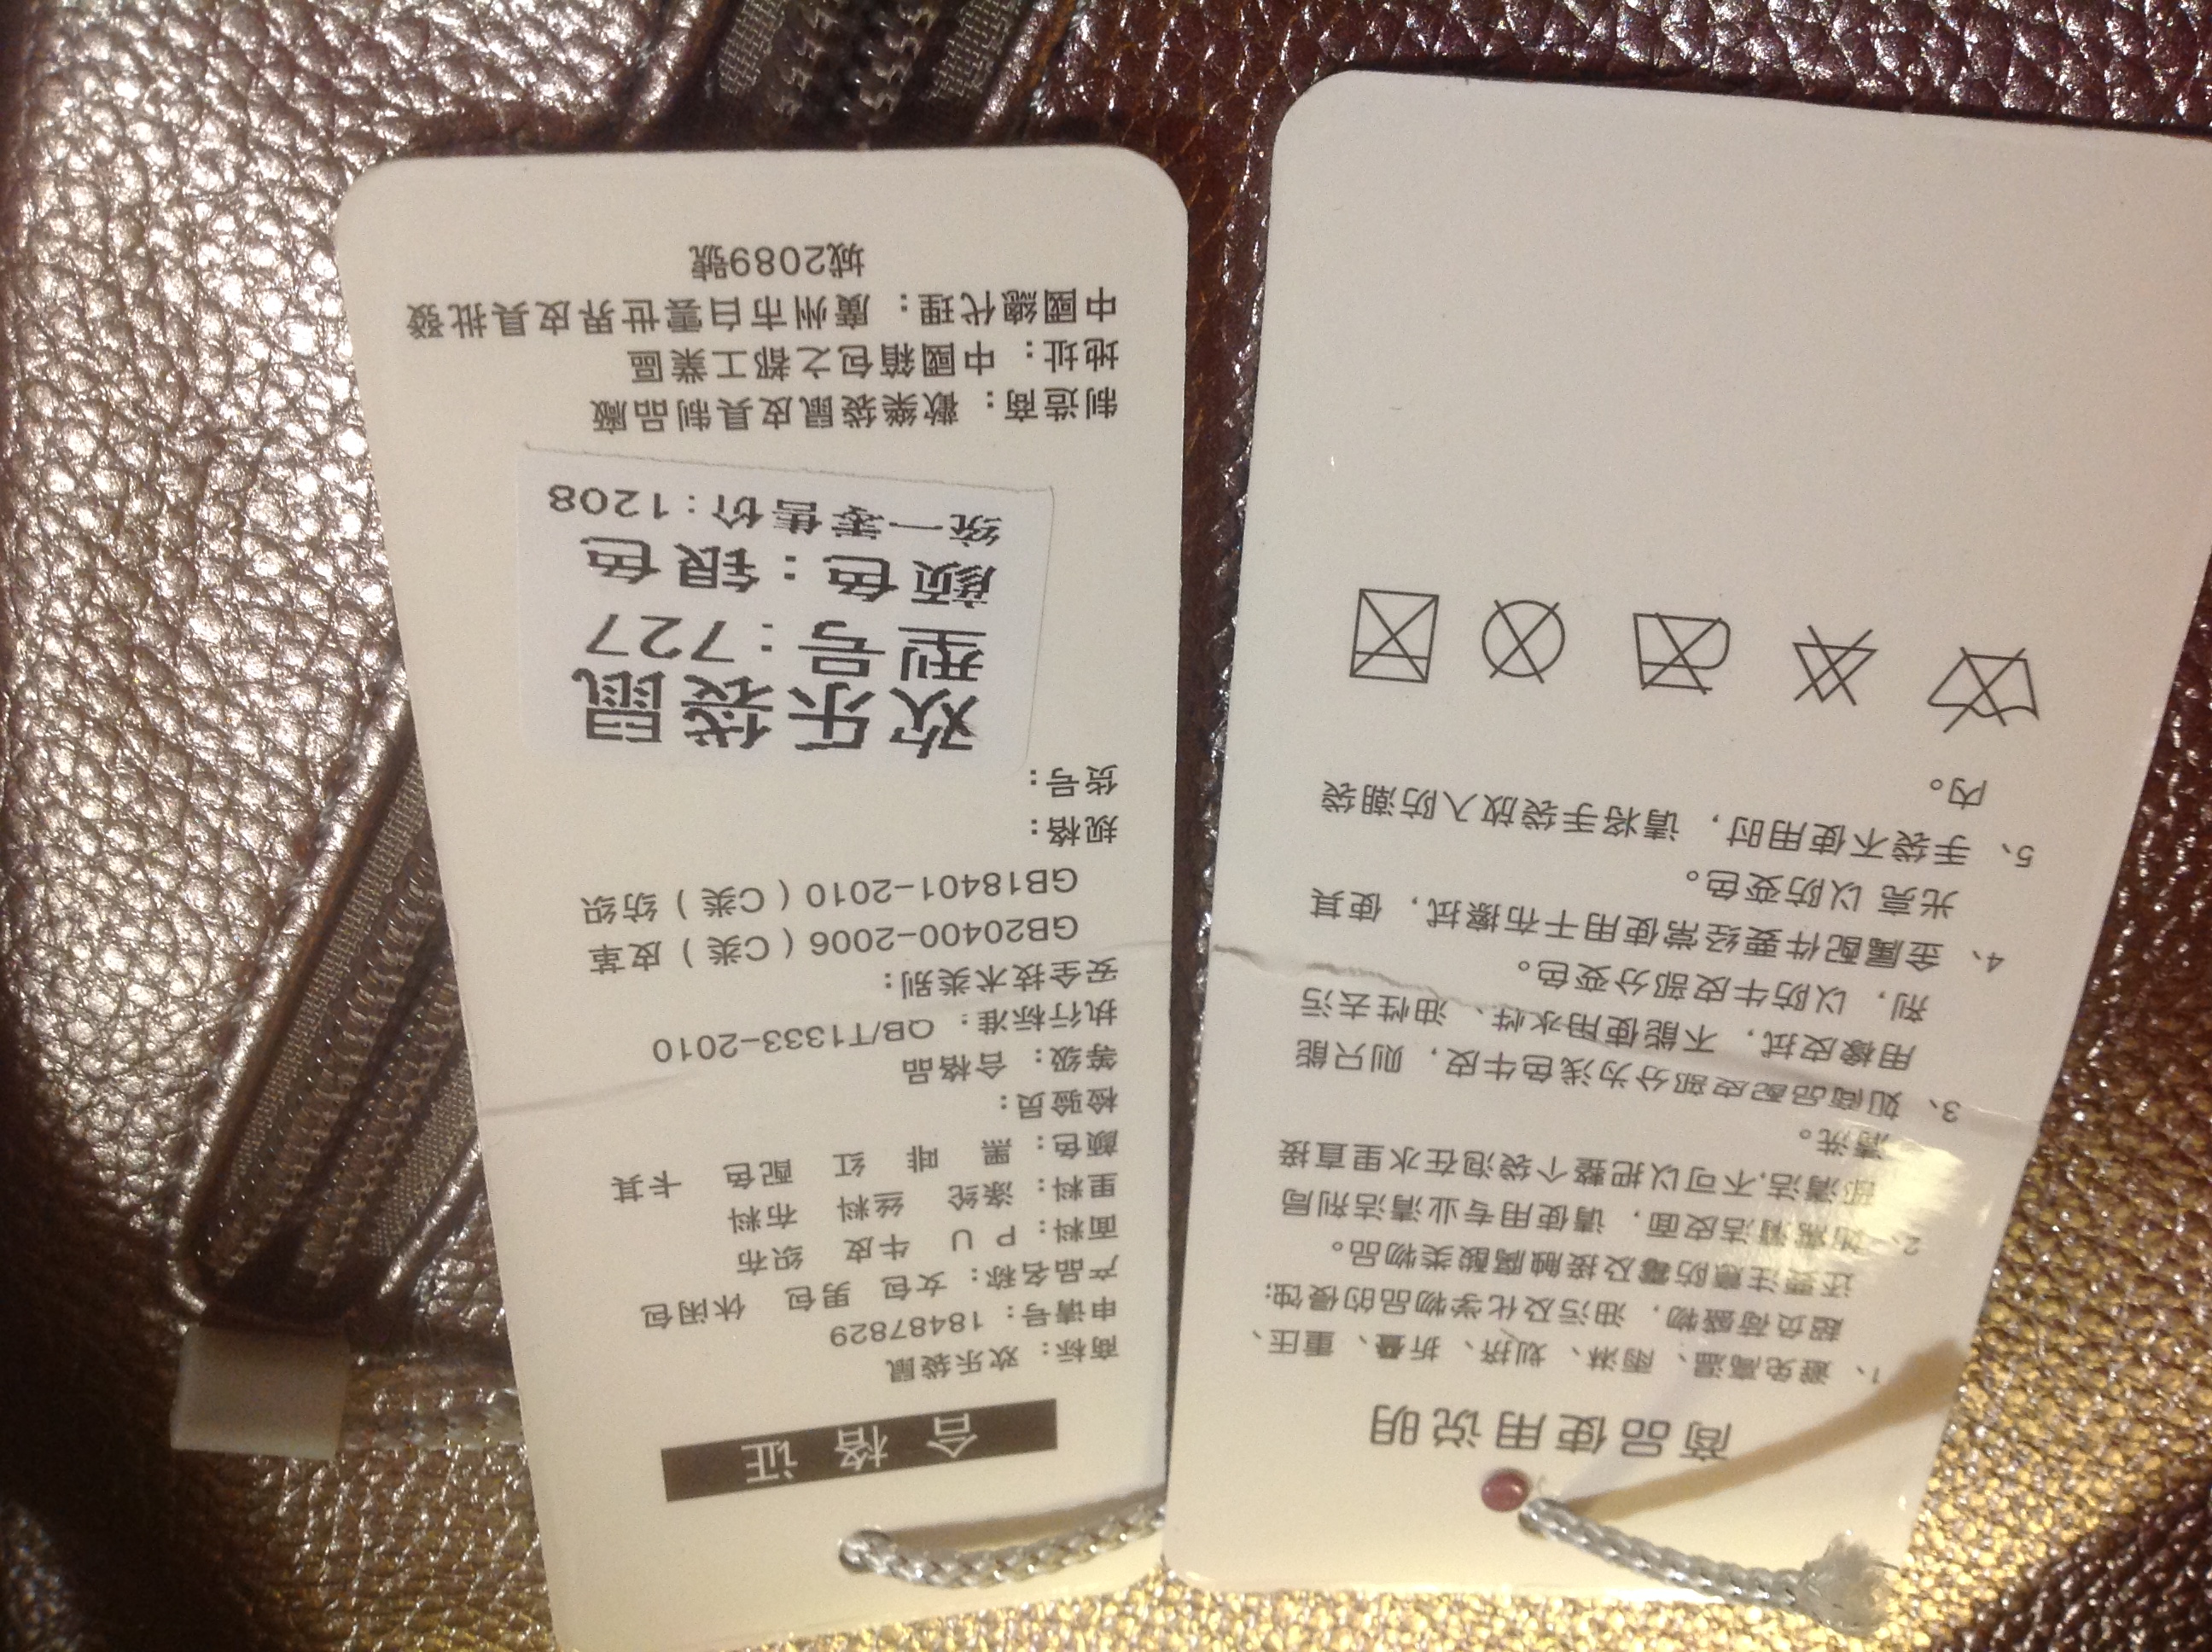 合格证
商标：欢乐袋鼠
申请号：18487829
产品名称：女包 男包 休闲包
面料：PU 牛皮 织布
里料：涤纶 丝料 布料
颜色：黑 啡 红 配色 卡其
检验员：
等级：合格品
执行标准：QB/T1333-2010
安全技术类别：
GB20400-2006（C类）皮革
GB18401-2010（C类）纺织
规格：
货号：
欢乐袋鼠
型号:727
颜色:银色
统一零售价:1208
制造商：歡樂袋鼠皮具制品廠
地址：中國箱包之都工業區
中國總代理：廣州市白雲世界皮具批發
城2089號
商品使用说明
1、避免高温、雨淋、划挤、折叠、重压、
超负荷盛物，油污及化学物品的侵蚀；
还要注意防霉及接触腐酸类物品。
2、如需清洁皮面，请使用专业清洁剂局
部清洁,不可以把整个袋泡在水里直接
清洗。
3、如商品配皮部分为浅色牛皮，则只能
用橡皮拭，不能使用水性、油性去污
剂，以防牛皮部分变色。
4、金属配件要经常使用干布擦拭，使其
光亮以防变色。
5、手袋不使用时，请将手袋放入防潮袋
内。